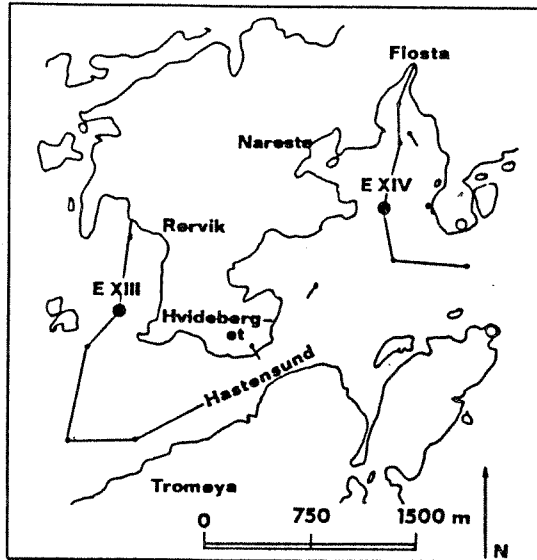 Flosta
Nareste
E XIV
Rørvik
E XIII
Hvideberg-
et
Hastensund
Tromøya
0 750 1500 m
N